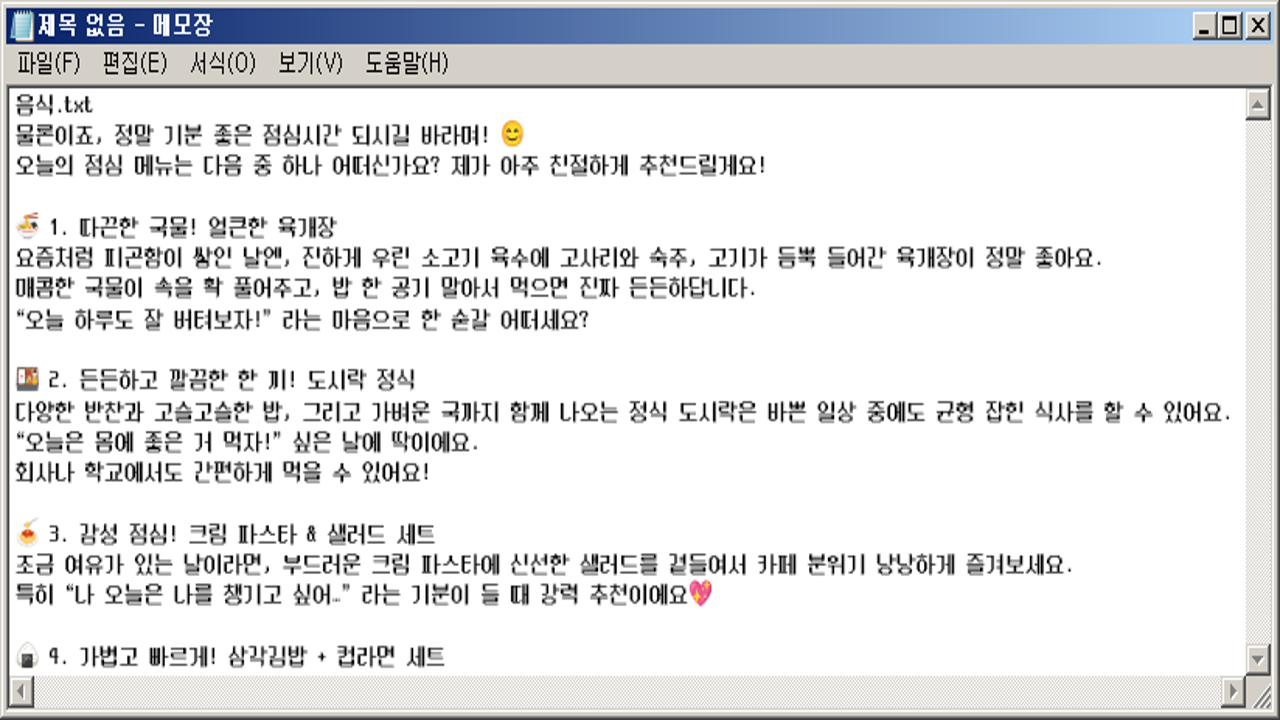 제목 없음 - 메모장
파일(F) 편집(E) 서식(O) 보기(V) 도움말(H)
음식.txt
물론이죠, 정말 기분 좋은 점심시간 되시길 바라며! 😊
오늘의 점심 메뉴는 다음 중 하나 어떠신가요? 제가 아주 친절하게 추천드릴게요!
🍜 1. 따끈한 국물! 얼큰한 육개장
요즘처럼 피곤함이 쌓인 날엔, 진하게 우린 소고기 육수에 고사리와 숙주, 고기가 듬뿍 들어간 육개장이 정말 좋아요.
매콤한 국물이 속을 확 풀어주고, 밥 한 공기 말아서 먹으면 진짜 든든하답니다.
“오늘 하루도 잘 버텨보자!” 라는 마음으로 한 숟갈 어떠세요?
🍱 2. 든든하고 깔끔한 한 끼! 도시락 정식
다양한 반찬과 고슬고슬한 밥, 그리고 가벼운 국까지 함께 나오는 정식 도시락은 바쁜 일상 중에도 균형 잡힌 식사를 할 수 있어요.
“오늘은 몸에 좋은 거 먹자!” 싶은 날에 딱이에요.
회사나 학교에서도 간편하게 먹을 수 있어요!
🍝 3. 감성 점심! 크림 파스타 & 샐러드 세트
조금 여유가 있는 날이라면, 부드러운 크림 파스타에 신선한 샐러드를 곁들여서 카페 분위기 낭낭하게 즐겨보세요.
특히 “나 오늘은 나를 챙기고 싶어…” 라는 기분이 들 때 강력 추천이에요💖
🍙 4. 가볍고 빠르게! 삼각김밥 + 컵라면 세트